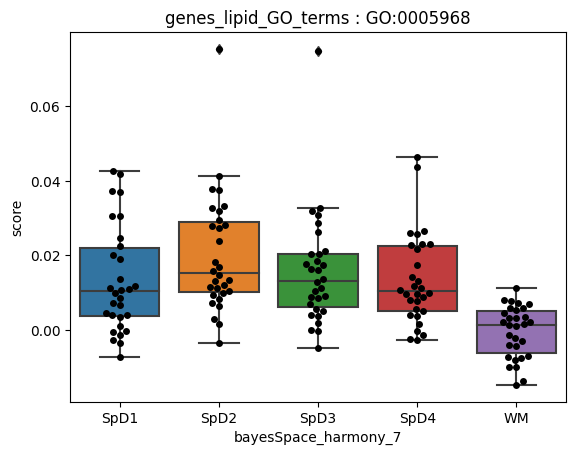 genes_lipid_GO_terms : GO:0005968
score
0.06
0.04
0.02
0.00
SpD1 SpD2 SpD3 SpD4 WM
bayesSpace_harmony_7